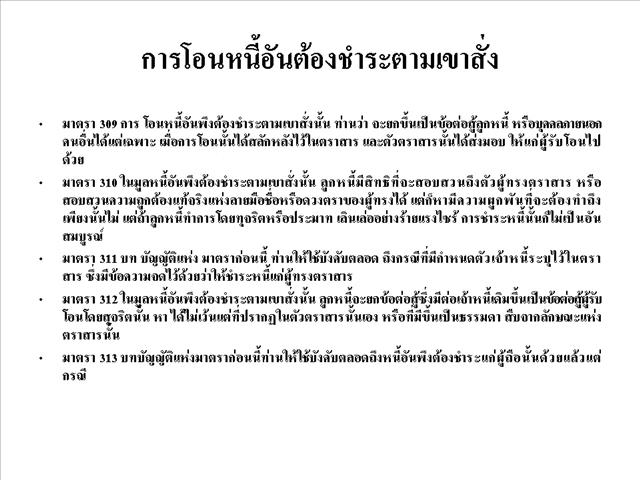 การโอนหนี้อันต้องชำระตามเขาสั่ง
• มาตรา 309 การ โอนหนี้อันพึงต้องชำระตามเขาสั่งนั้น ท่านว่า จะยกขึ้นเป็นข้อต่อสู้ลูกหนี้ หรือบุคคลภายนอก
คนอื่นได้แต่เฉพาะ เมื่อการโอนนั้นได้สลักหลังไว้ในตราสาร และตัวตราสารนั้นได้ส่งมอบ ให้แก่ผู้รับโอนไป
ด้วย
• มาตรา 310 ในมูลหนี้อันพึงต้องชำระตามเขาสั่งนั้น ลูกหนี้มีสิทธิที่จะสอบสวนถึงตัวผู้ทรงตราสาร หรือ
สอบสวนความถูกต้องแท้จริงแห่งลายมือชื่อหรือดวงตราของผู้ทรงได้ แต่ก็หามีความผูกพันที่จะต้องทำถึง
เพียงนั้นไม่ แต่ถ้าลูกหนี้ทำการโดยทุจริตหรือประมาท เลินเล่ออย่างร้ายแรงไซร้ การชำระหนี้นั้นก็ไม่เป็นอัน
สมบูรณ์
• มาตรา 311 บท บัญญัติแห่ง มาตราก่อนนี้ ท่านให้ใช้บังคับตลอด ถึงกรณีที่มีกำหนดตัวเจ้าหนี้ระบุไว้ในตรา
สาร ซึ่งมีข้อความจดไว้ด้วยว่าให้ชำระหนี้แก่ผู้ทรงตราสาร
• มาตรา 312 ในมูลหนี้อันพึงต้องชำระตามเขาสั่งนั้น ลูกหนี้จะยกข้อต่อสู้ซึ่งมีต่อเจ้าหนี้เดิมขึ้นเป็นข้อต่อสู้ผู้รับ
โอนโดยสุจริตนั้น หา ได้ไม่เว้นแต่ที่ปรากฏในตัวตราสารนั้นเอง หรือที่มีขึ้นเป็นธรรมดา สืบจากลักษณะแห่ง
ตราสารนั้น
• มาตรา 313 บทบัญญัติแห่งมาตราก่อนนี้ท่านให้ใช้บังคับตลอดถึงหนี้อันพึงต้องชำระแก่ผู้ถือนั้นด้วยแล้วแต่
กรณี